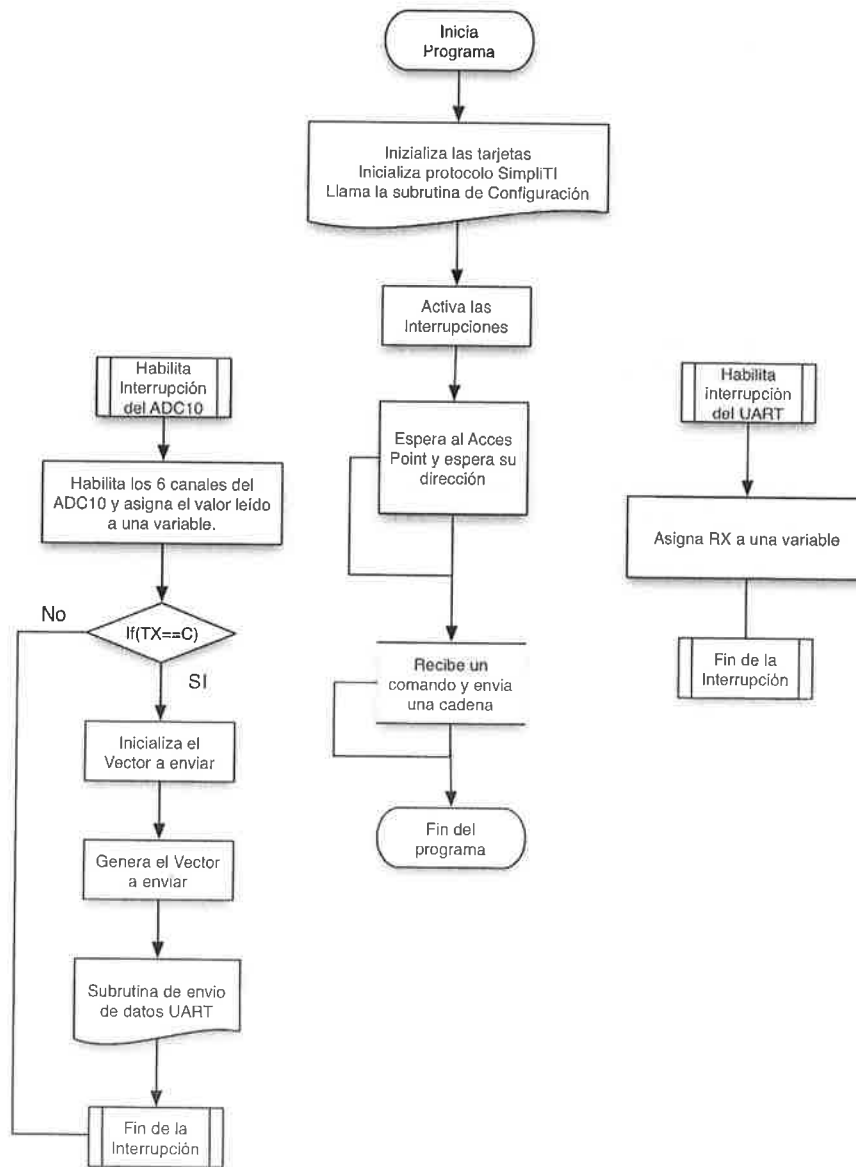 Inicia
Programa
Inizializa las tarjetas
Inicializa protocolo SimpliTI
Llama la subrutina de Configuración
Activa las
Interrupciones
Espera al Acces
Point y espera su
dirección
Recibe un
comando y envia
una cadena
Fin del
programa
Habilita
Interrupción
del ADC10
Habilita los 6 canales del
ADC10 y asigna el valor leído
a una variable.
If(TX==C)
No
SI
Inicializa el
Vector a enviar
Genera el Vector
a enviar
Subrutina de envio
de datos UART
Fin de la
Interrupción
Habilita
interrupción
del UART
Asigna RX a una variable
Fin de la
Interrupción